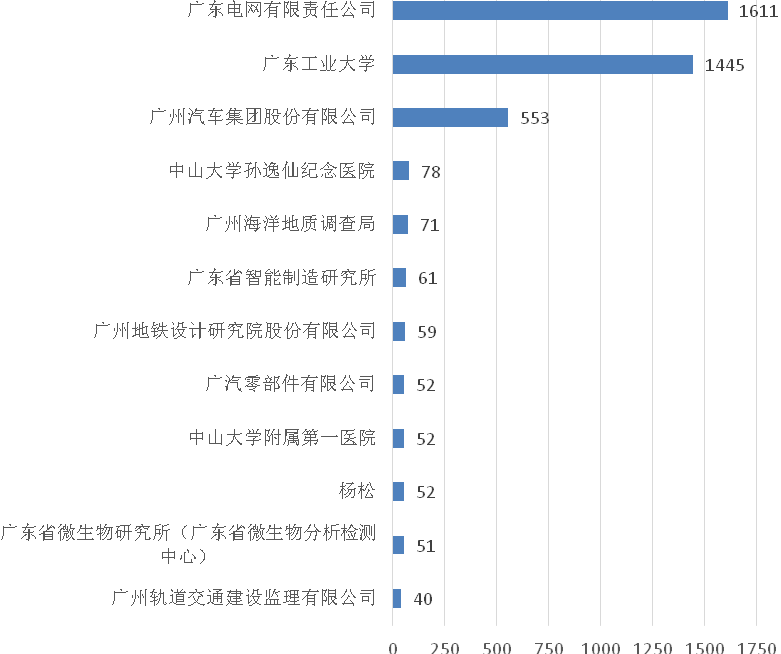 广东电网有限责任公司 1611
广东工业大学 1445
广州汽车集团股份有限公司 553
中山大学孙逸仙纪念医院 78
广州海洋地质调查局 71
广东省智能制造研究所 61
广州地铁设计研究院股份有限公司 59
广汽零部件有限公司 52
中山大学附属第一医院 52
杨松 52
广东省微生物研究所（广东省微生物分析检测
中心） 51
广州轨道交通建设监理有限公司 40
0 250 500 750 1000 1250 1500 1750